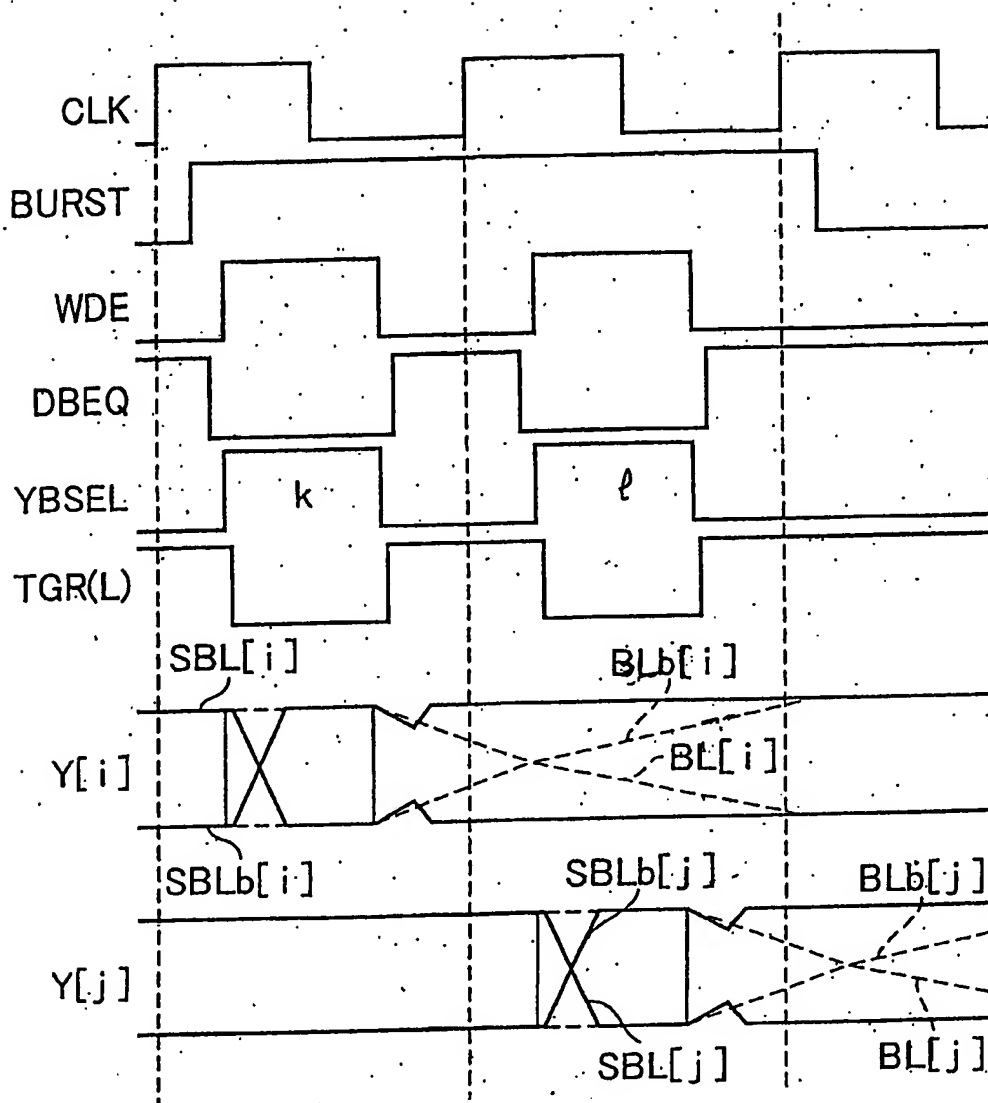 CLK
BURST
WDE
DBEQ
YBSEL
k
ℓ
TGR(L)
SBL[i]
BLb[i]
Y[i]
BL[i]
SBLb[i]
SBLb[j]
BLb[j]
Y[j]
SBL[j]
BL[j]